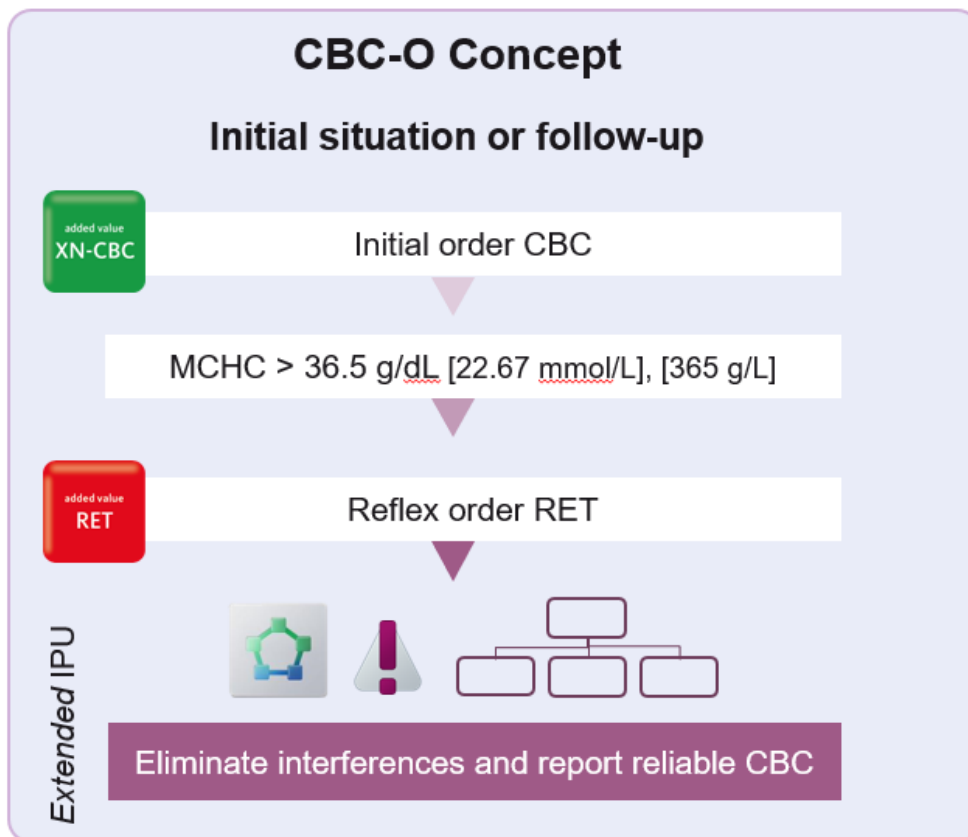 CBC-O Concept
Initial situation or follow-up
added value
XN-CBC
Initial order CBC
MCHC > 36.5 g/dL [22.67 mmol/L], [365 g/L]
added value
RET
Reflex order RET
Extended IPU
Eliminate interferences and report reliable CBC